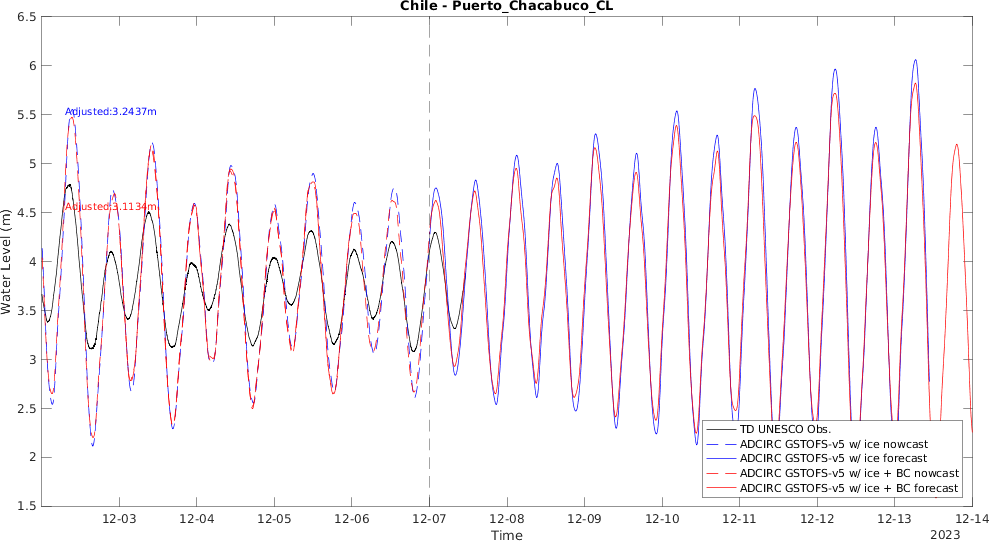 Chile - Puerto_Chacabuco_CL
6.5
6
5.5
5
4.5
4
3.5
3
2.5
2
1.5
Water Level (m)
Adjusted:3.2437m
Adjusted:3.1134m
TD UNESCO Obs.
ADCIRC GSTOFS-v5 w/ ice nowcast
ADCIRC GSTOFS-v5 w/ ice forecast
ADCIRC GSTOFS-v5 w/ ice + BC nowcast
ADCIRC GSTOFS-v5 w/ ice + BC forecast
12-03 12-04 12-05 12-06 12-07 12-08 12-09 12-10 12-11 12-12 12-13 12-14
Time
2023